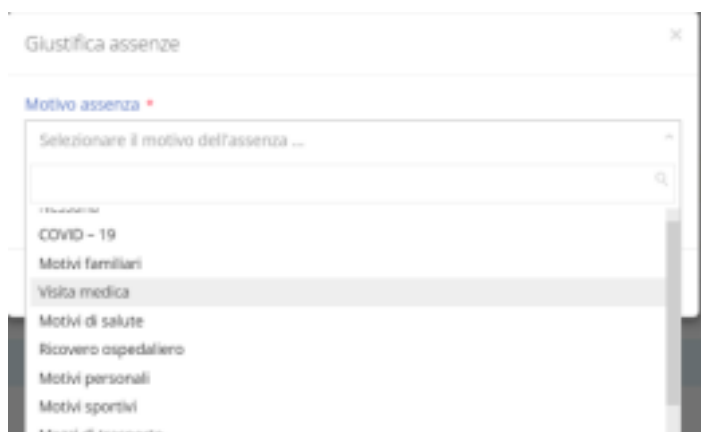 Giustifica assenze
Motivo assenza *
Selezionare il motivo dell'assenza ...
COVID – 19
Motivi familiari
Visita medica
Motivi di salute
Ricovero ospedaliero
Motivi personali
Motivi sportivi